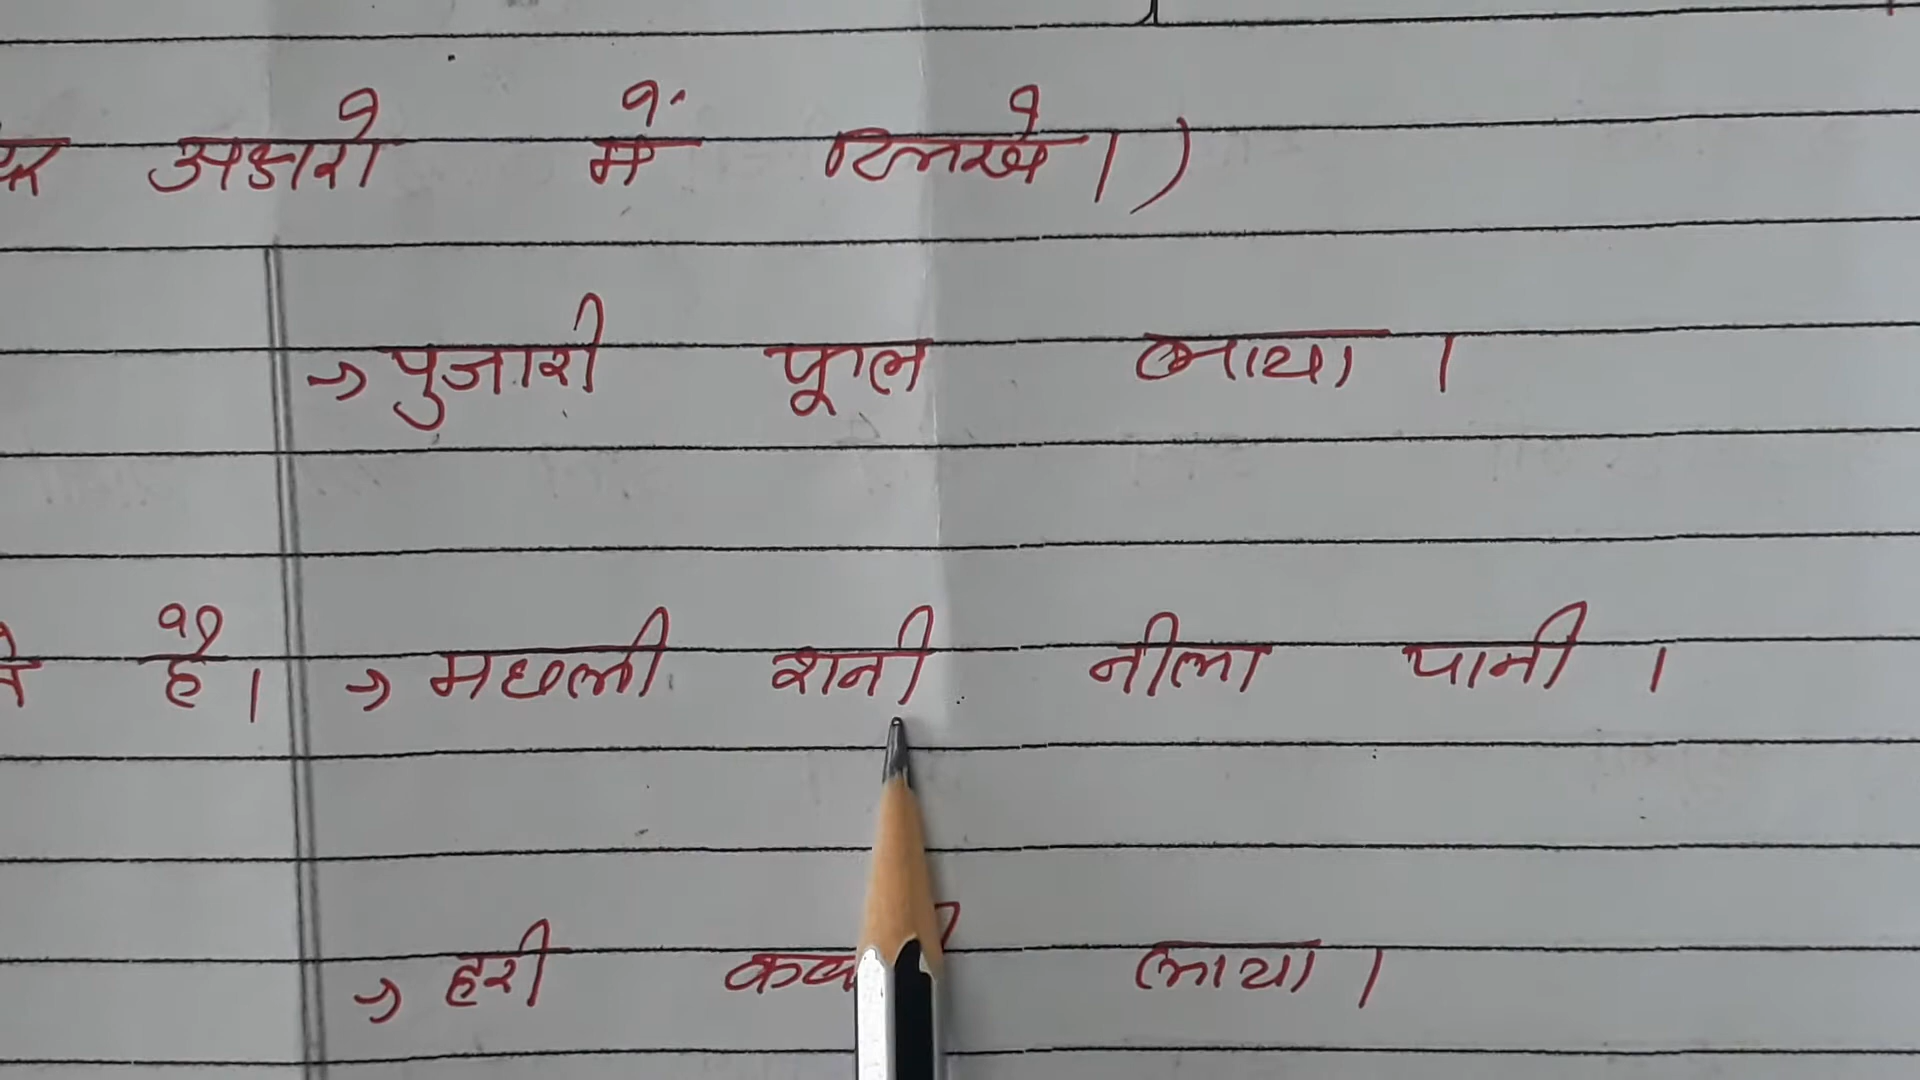 अक्षरों में लिखे।)
→ पुजारी फूल लाया।
है। → मछली रानी नीला पानी।
→ हरी लाया।